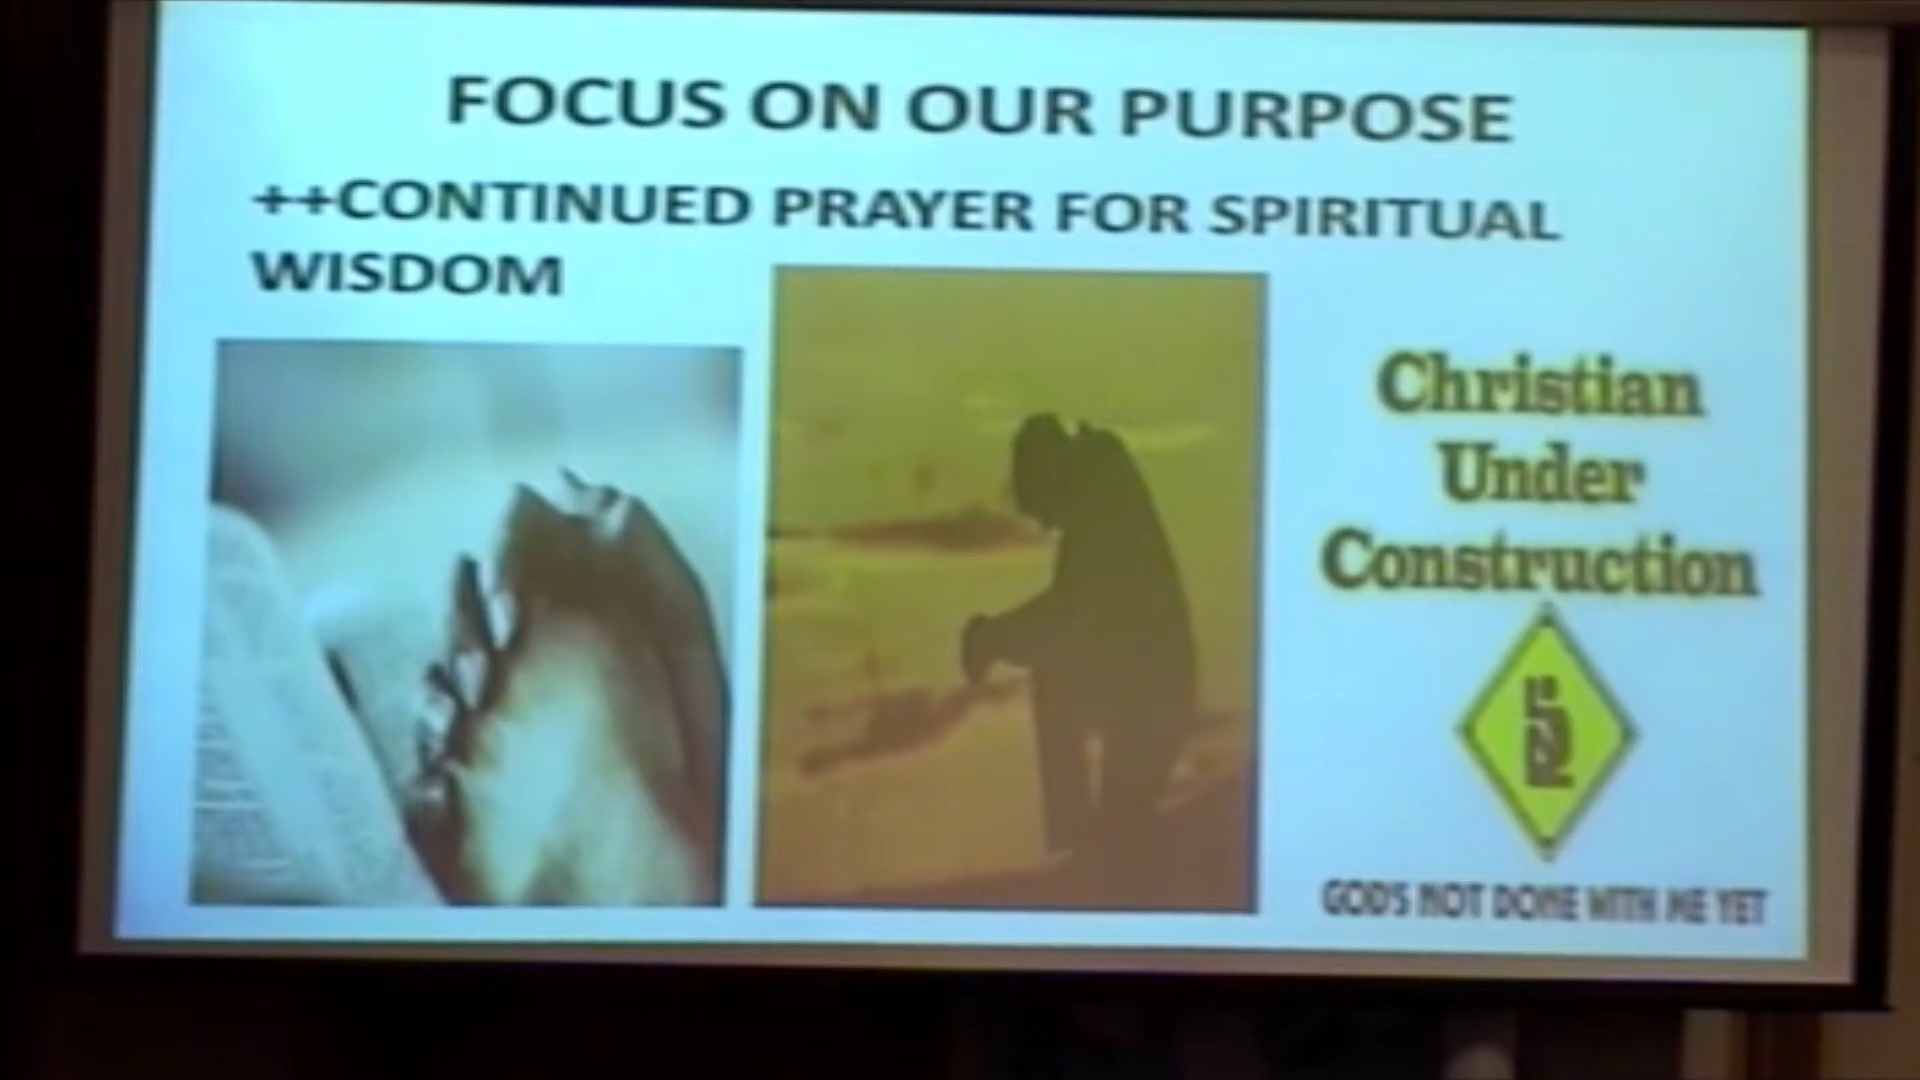 FOCUS ON OUR PURPOSE
++CONTINUED PRAYER FOR SPIRITUAL
WISDOM
Christian
Under
Construction
GOD'S NOT DONE WITH ME YET